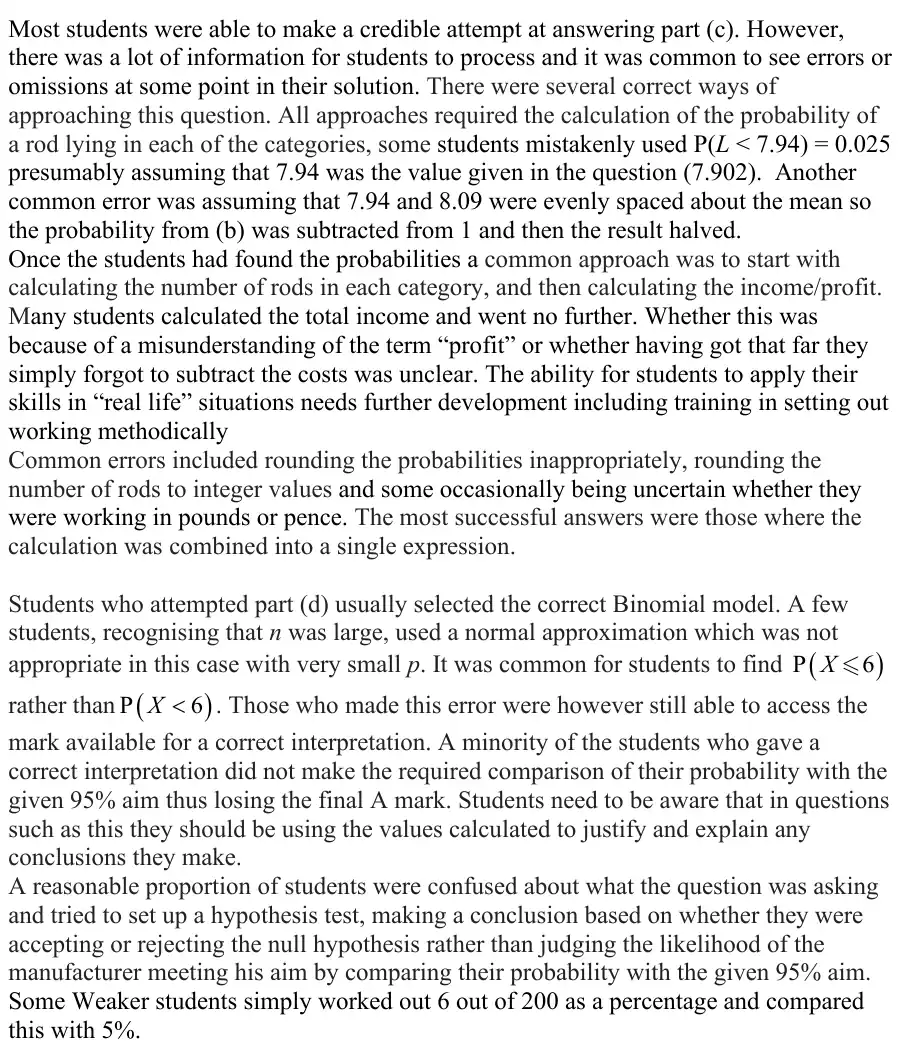 Most students were able to make a credible attempt at answering part (c). However,
there was a lot of information for students to process and it was common to see errors or
omissions at some point in their solution. There were several correct ways of
approaching this question. All approaches required the calculation of the probability of
a rod lying in each of the categories, some students mistakenly used P(L < 7.94) = 0.025
presumably assuming that 7.94 was the value given in the question (7.902).  Another
common error was assuming that 7.94 and 8.09 were evenly spaced about the mean so
the probability from (b) was subtracted from 1 and then the result halved.
Once the students had found the probabilities a common approach was to start with
calculating the number of rods in each category, and then calculating the income/profit.
Many students calculated the total income and went no further. Whether this was
because of a misunderstanding of the term “profit” or whether having got that far they
simply forgot to subtract the costs was unclear. The ability for students to apply their
skills in “real life” situations needs further development including training in setting out
working methodically
Common errors included rounding the probabilities inappropriately, rounding the
number of rods to integer values and some occasionally being uncertain whether they
were working in pounds or pence. The most successful answers were those where the
calculation was combined into a single expression.
Students who attempted part (d) usually selected the correct Binomial model. A few
students, recognising that n was large, used a normal approximation which was not
appropriate in this case with very small p. It was common for students to find P(X ⩽ 6)
rather than P(X < 6). Those who made this error were however still able to access the
mark available for a correct interpretation. A minority of the students who gave a
correct interpretation did not make the required comparison of their probability with the
given 95% aim thus losing the final A mark. Students need to be aware that in questions
such as this they should be using the values calculated to justify and explain any
conclusions they make.
A reasonable proportion of students were confused about what the question was asking
and tried to set up a hypothesis test, making a conclusion based on whether they were
accepting or rejecting the null hypothesis rather than judging the likelihood of the
manufacturer meeting his aim by comparing their probability with the given 95% aim.
Some Weaker students simply worked out 6 out of 200 as a percentage and compared
this with 5%.